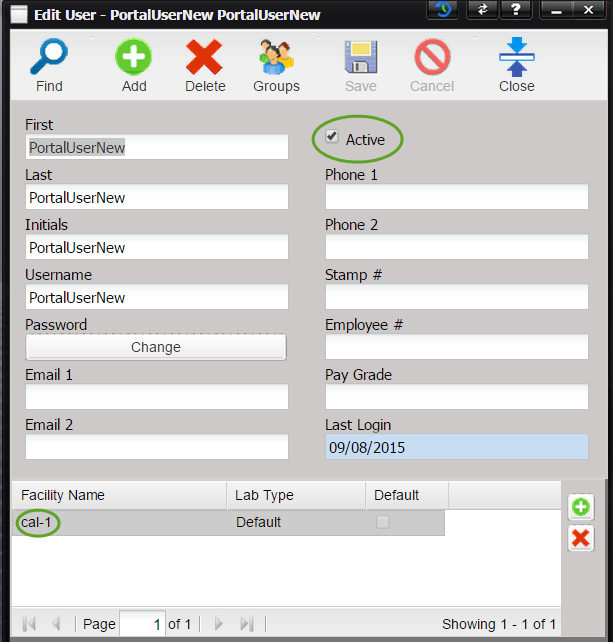 Edit User - PortalUserNew PortalUserNew
?
Find Add Delete Groups Save Cancel Close
First
PortalUserNew
Active
Last
PortalUserNew
Phone 1
Initials
PortalUserNew
Phone 2
Username
PortalUserNew
Stamp #
Password
Change
Employee #
Email 1
Pay Grade
Email 2
Last Login
09/08/2015
Facility Name Lab Type Default
cal-1 Default
Page 1 of 1 Showing 1 - 1 of 1